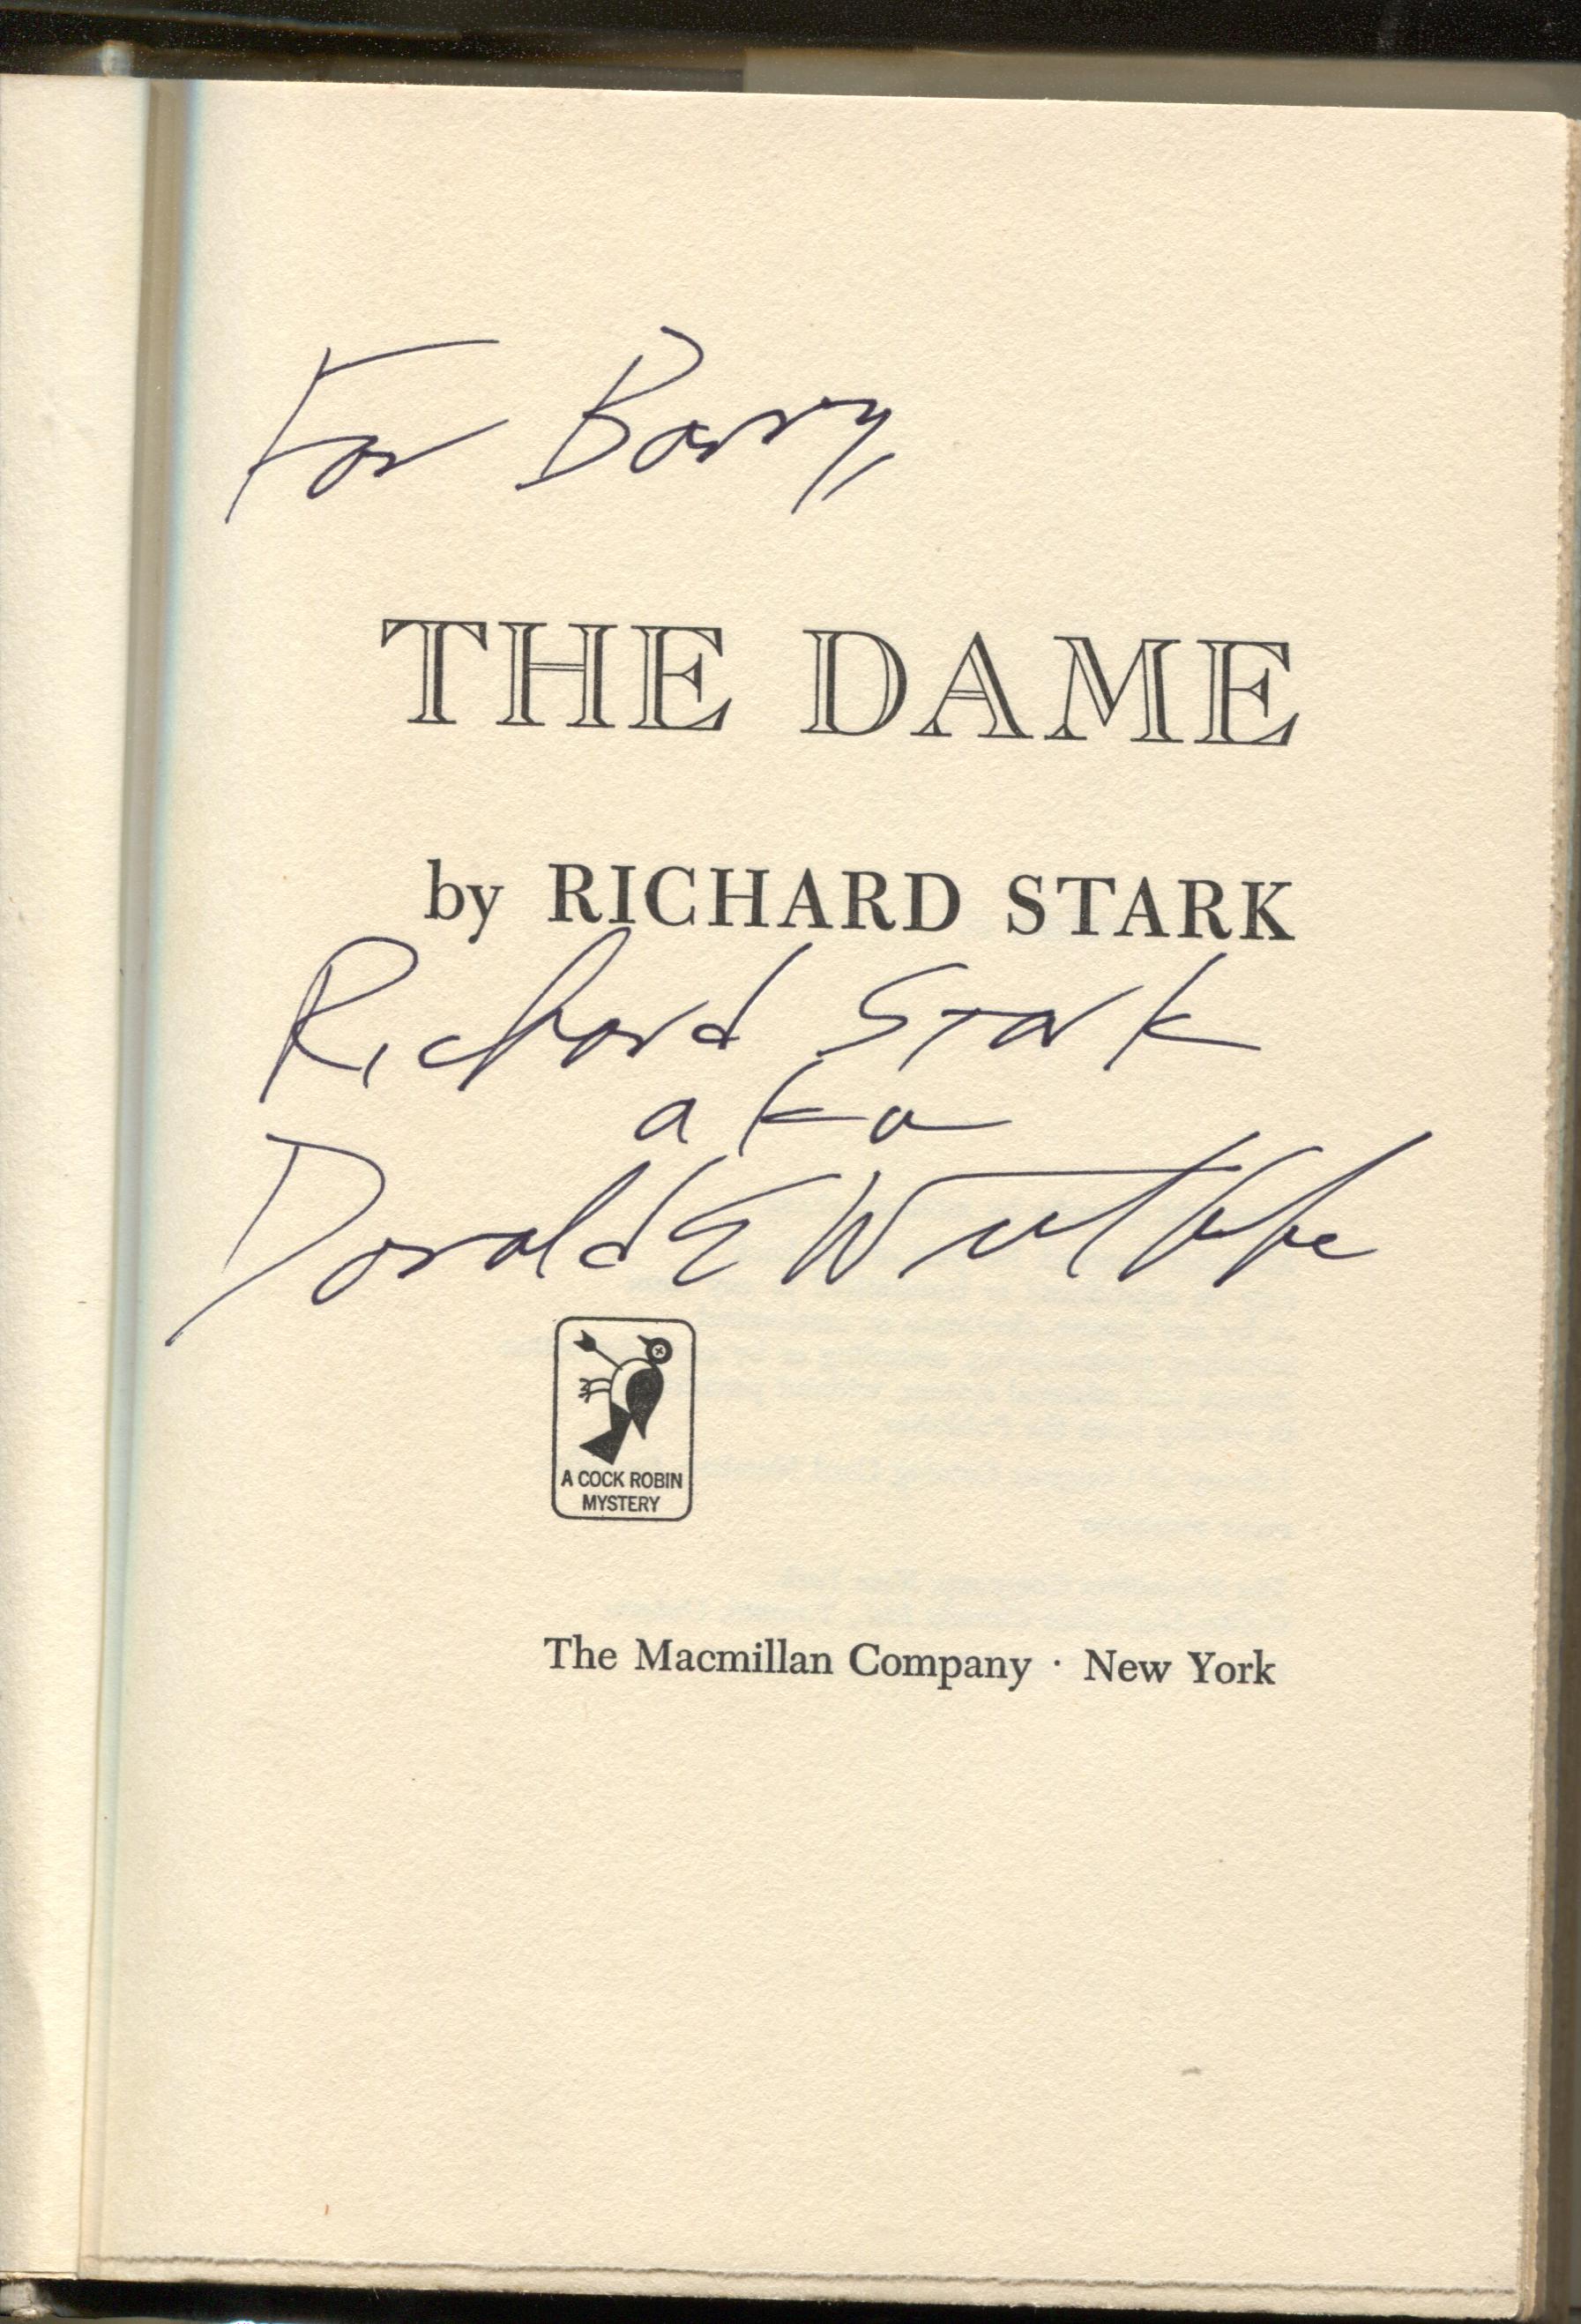 For Barry,
THE DAME
by RICHARD STARK
Richard Stark
aka
Donald E Westlake
A COCK ROBIN
MYSTERY
The Macmillan Company · New York